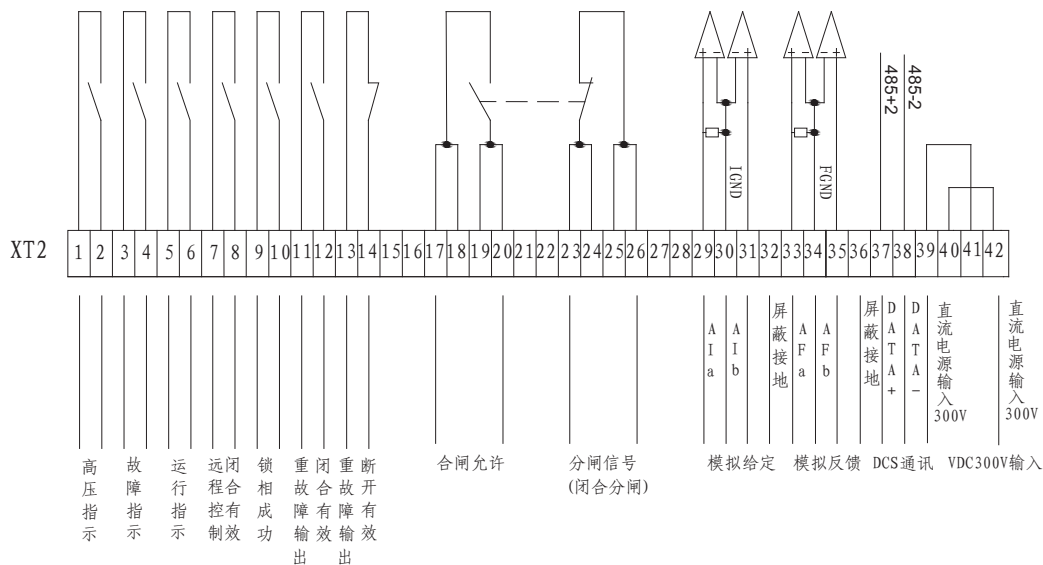 + - - +
+ - - +
485+2
485-2
IGND
FGND
XT2
1 2 3 4 5 6 7 8 9 10 11 12 13 14 15 16 17 18 19 20 21 22 23 24 25 26 27 28 29 30 31 32 33 34 35 36 37 38 39 40 41 42
AIa
AIb
屏蔽接地
AFa
AFb
屏蔽接地
DATA+
DATA-
直流电源输入300V
直流电源输入300V
高压指示
故障指示
运行指示
远程控制
闭合有效
锁相成功
重故障输出
闭合有效
重故障输出
断开有效
合闸允许
分闸信号
(闭合分闸)
模拟给定
模拟反馈
DCS通讯
VDC300V输入